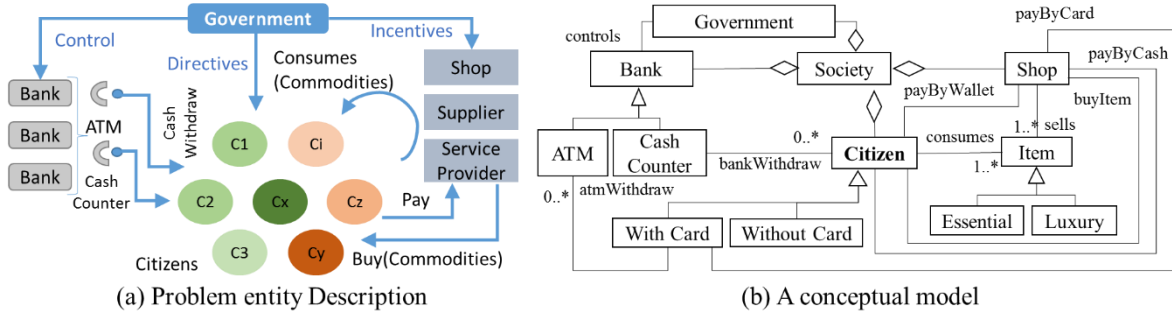 Government
Control
Incentives
Directives
Consumes
(Commodities)
Bank
Bank
Bank
ATM
Cash
Withdraw
Cash
Counter
Shop
Supplier
Service
Provider
C1
Ci
C2
Cx
Cz
C3
Cy
Pay
Citizens
Buy(Commodities)
(a) Problem entity Description
Government
controls
Bank
Society
Shop
payByCard
payByCash
payByWallet
buyItem
ATM
Cash
Counter
0..*
bankWithdraw
Citizen
consumes
1..*
sells
1..*
Item
0..*
atmWithdraw
With Card
Without Card
Essential
Luxury
(b) A conceptual model